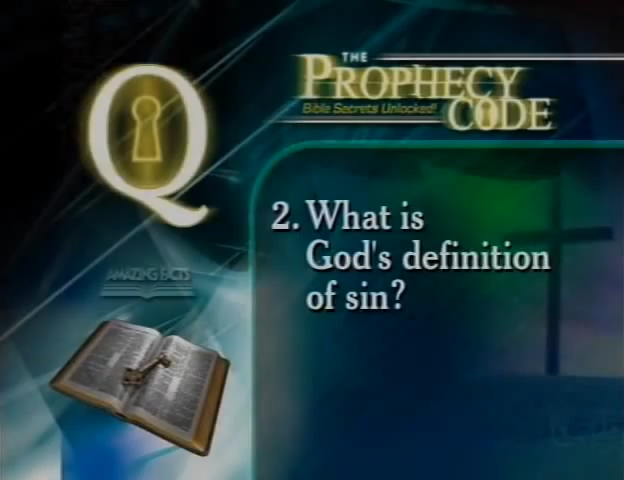 THE
PROPHECY
Bible Secrets Unlocked!
CODE
Q
2. What is
God's definition
of sin?
AMAZING FACTS